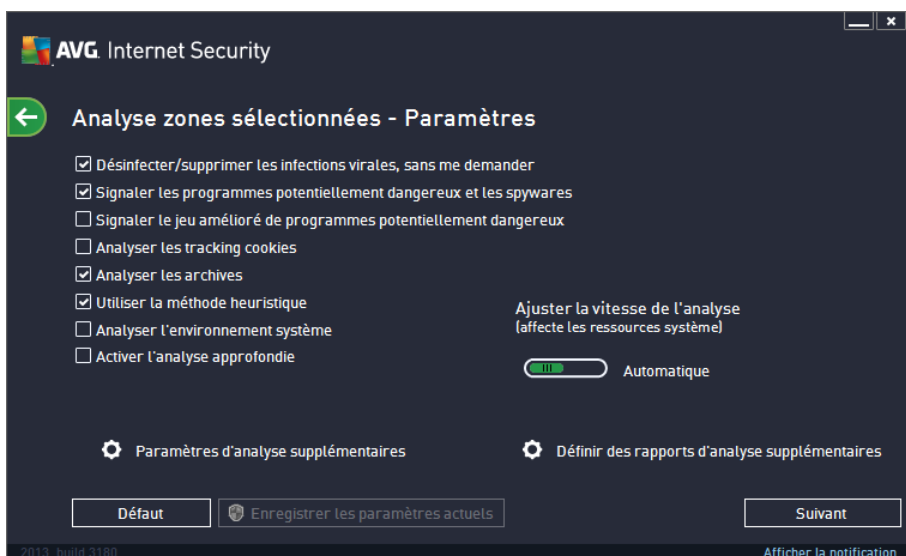 AVG. Internet Security
Analyse zones sélectionnées - Paramètres
Désinfecter/supprimer les infections virales, sans me demander
Signaler les programmes potentiellement dangereux et les spywares
Signaler le jeu amélioré de programmes potentiellement dangereux
Analyser les tracking cookies
Analyser les archives
Utiliser la méthode heuristique
Analyser l'environnement système
Activer l'analyse approfondie
Ajuster la vitesse de l'analyse
(affecte les ressources système)
Automatique
Paramètres d'analyse supplémentaires
Définir des rapports d'analyse supplémentaires
Défaut
Enregistrer les paramètres actuels
Suivant
2013 build 3180
Afficher la notification